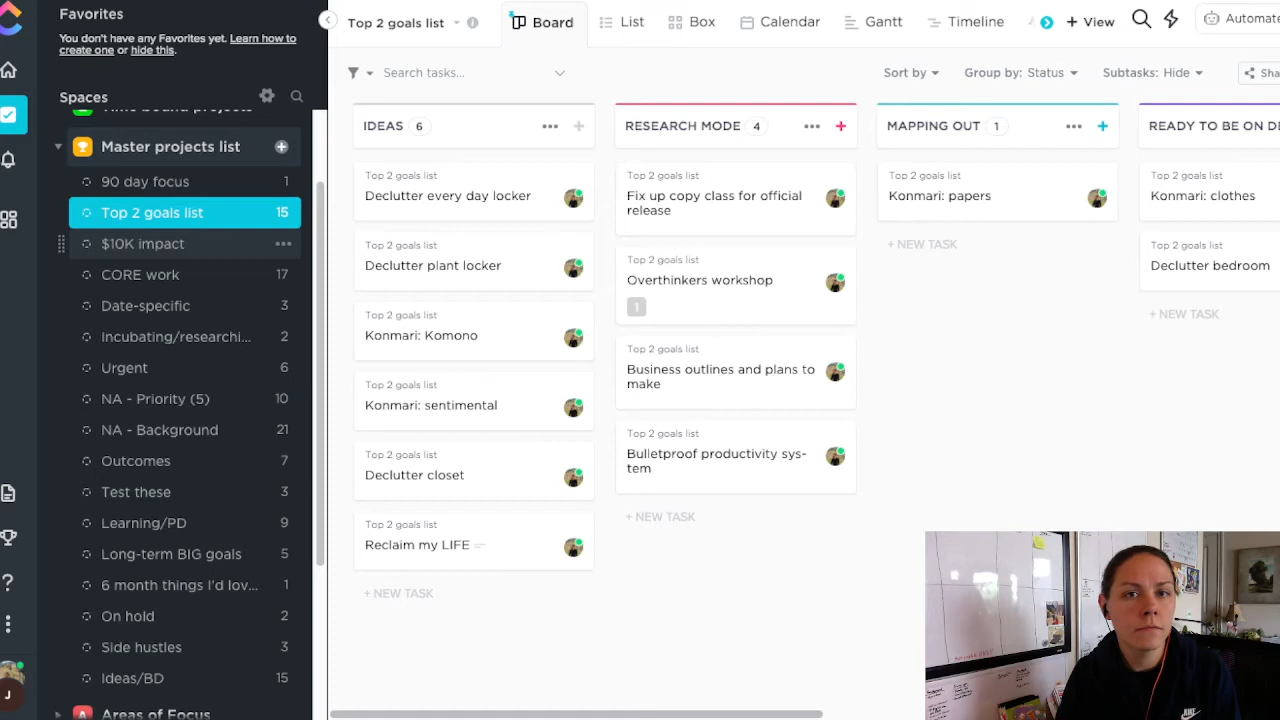 Favorites
You don't have any Favorites yet. Learn how to
create one or hide this.
Spaces
Master projects list
90 day focus 1
Top 2 goals list 15
$10K impact
CORE work 17
Date-specific 3
Incubating/researchi... 2
Urgent 6
NA - Priority (5) 10
NA - Background 21
Outcomes 7
Test these 3
Learning/PD 9
Long-term BIG goals 5
6 month things I'd lov... 1
On hold 2
Side hustles 3
Ideas/BD 15
Areas of Focus
J
Top 2 goals list
Board
List
Box
Calendar
Gantt
Timeline
+ View
Automate
Search tasks...
Sort by
Group by: Status
Subtasks: Hide
Sha
IDEAS 6
Top 2 goals list
Declutter every day locker
Top 2 goals list
Declutter plant locker
Top 2 goals list
Konmari: Komono
Top 2 goals list
Konmari: sentimental
Top 2 goals list
Declutter closet
Top 2 goals list
Reclaim my LIFE
+ NEW TASK
RESEARCH MODE 4
Top 2 goals list
Fix up copy class for official
release
Top 2 goals list
Overthinkers workshop
1
Top 2 goals list
Business outlines and plans to
make
Top 2 goals list
Bulletproof productivity sys-
tem
+ NEW TASK
MAPPING OUT 1
Top 2 goals list
Konmari: papers
+ NEW TASK
READY TO BE ON DE
Top 2 goals list
Konmari: clothes
Top 2 goals list
Declutter bedroom
+ NEW TASK